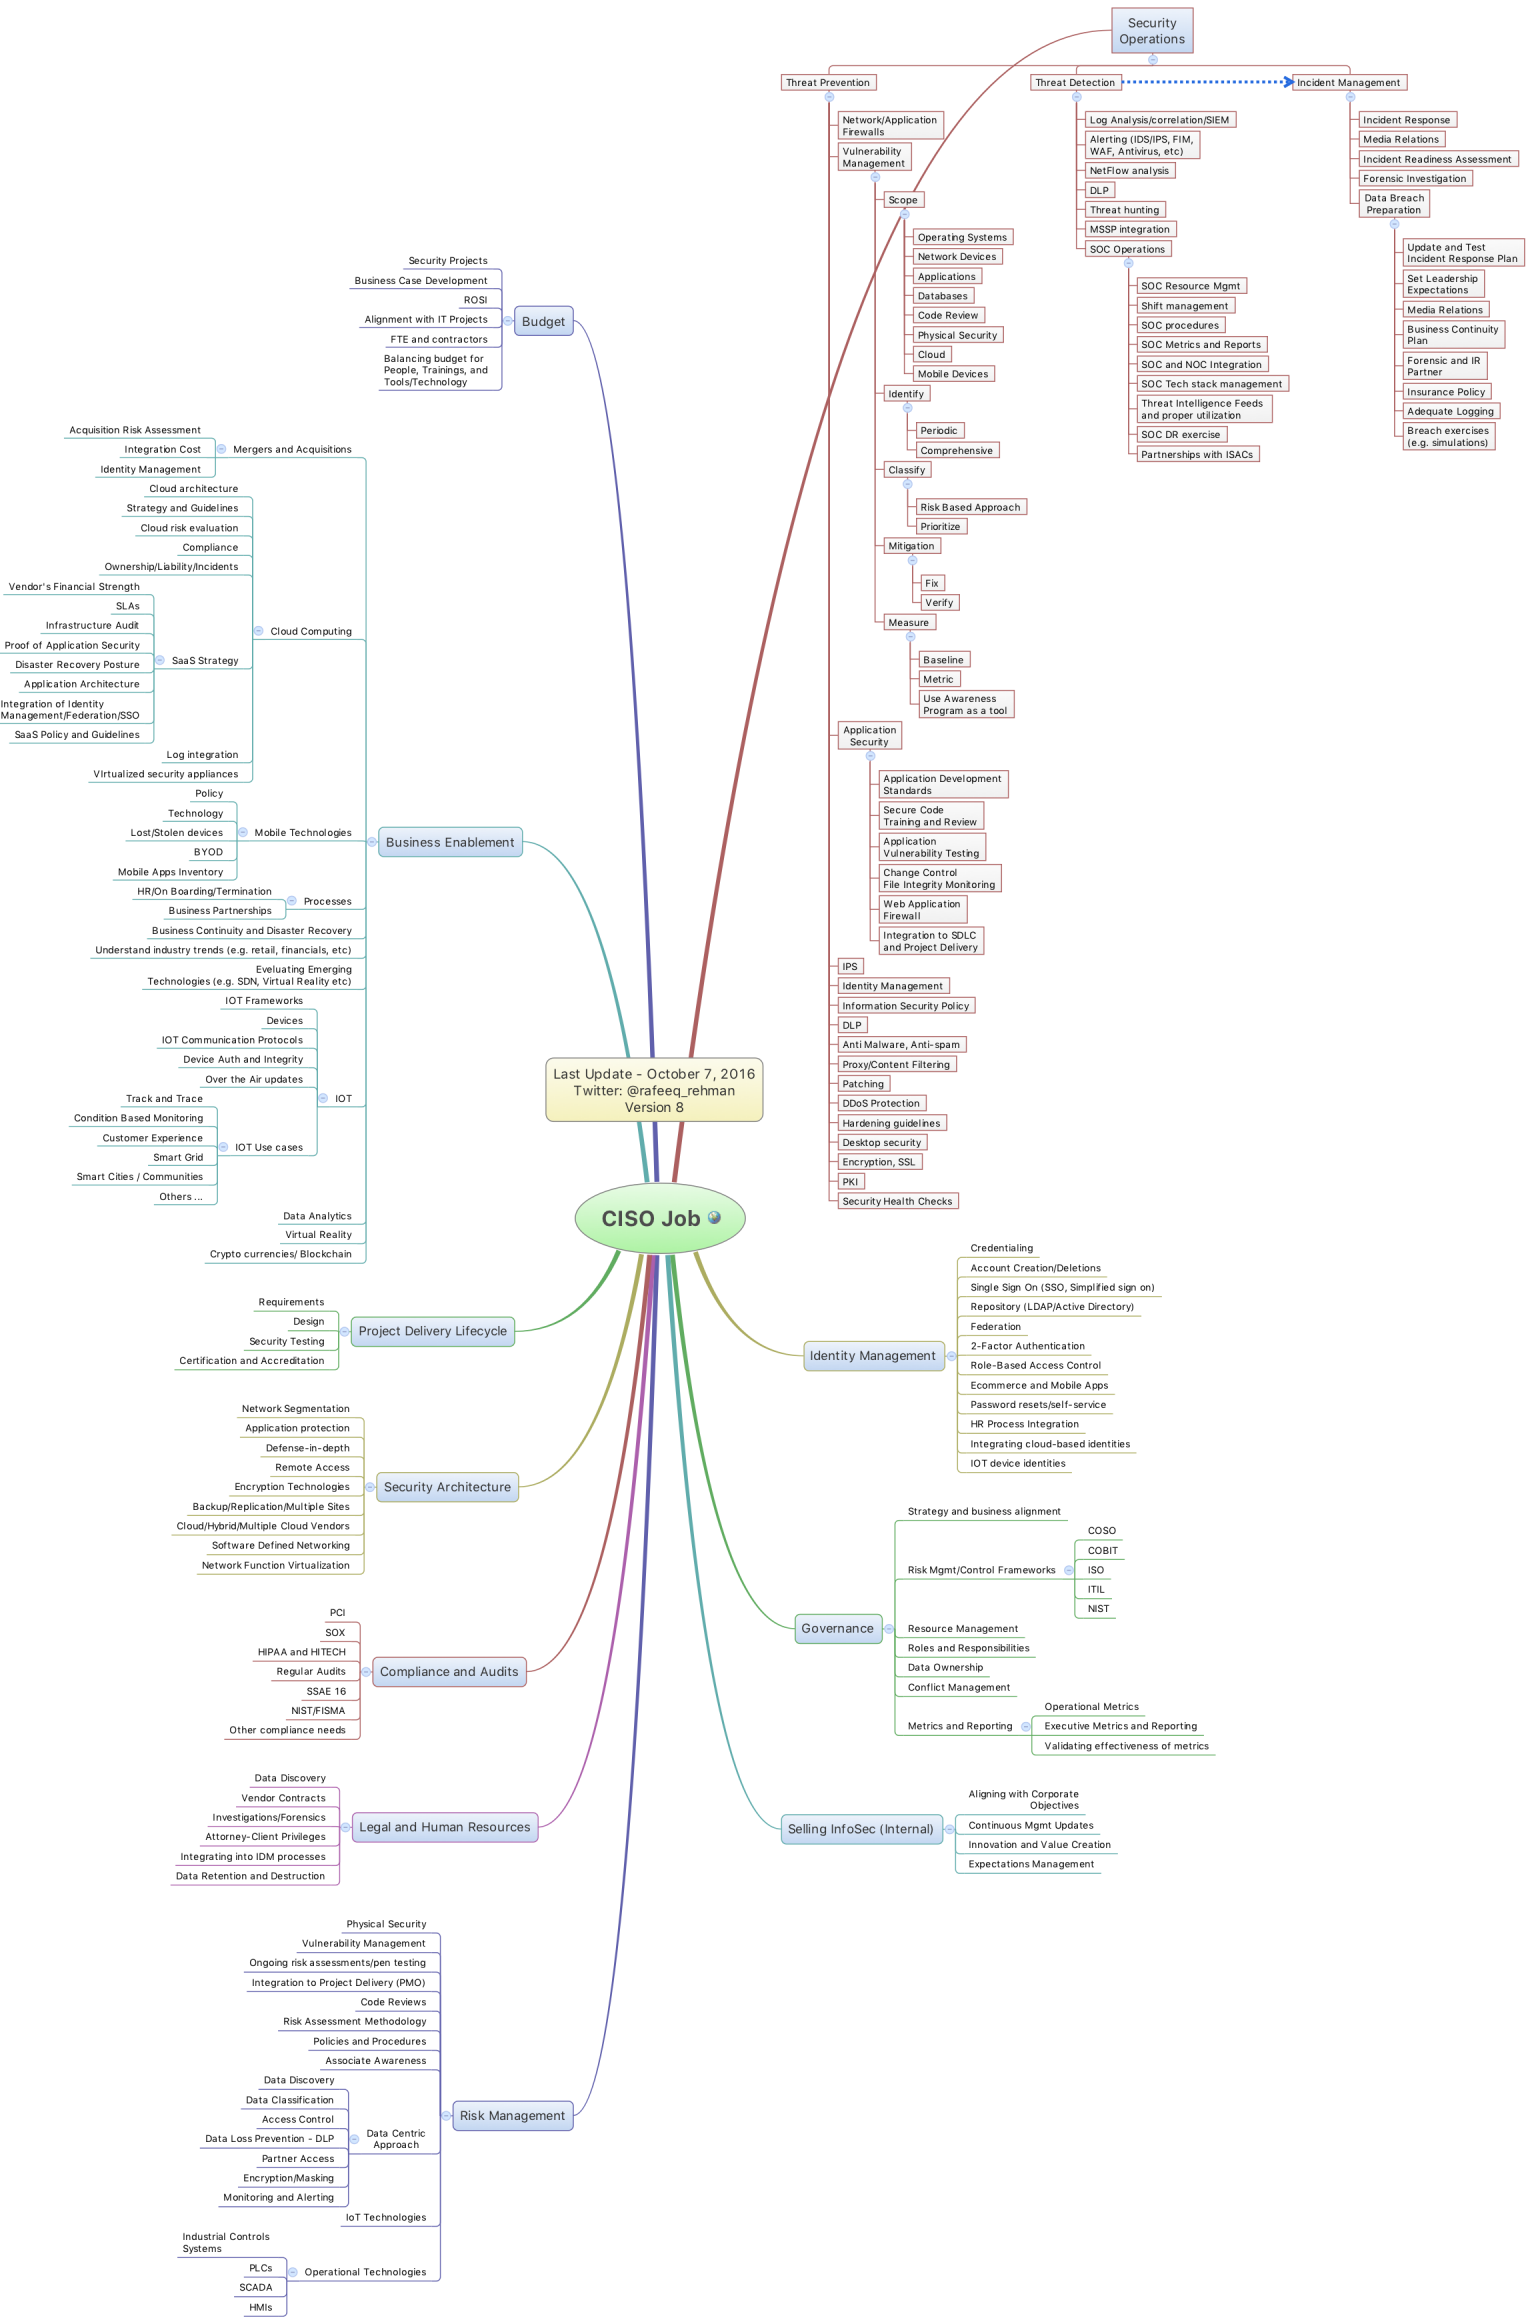 Security
Operations
Threat Prevention
Network/Application
Firewalls
Vulnerability
Management
Scope
Operating Systems
Network Devices
Applications
Databases
Code Review
Physical Security
Cloud
Mobile Devices
Identify
Periodic
Comprehensive
Classify
Risk Based Approach
Prioritize
Mitigation
Fix
Verify
Measure
Baseline
Metric
Use Awareness
Program as a tool
Application
Security
Application Development
Standards
Secure Code
Training and Review
Application
Vulnerability Testing
Change Control
File Integrity Monitoring
Web Application
Firewall
Integration to SDLC
and Project Delivery
IPS
Identity Management
Information Security Policy
DLP
Anti Malware, Anti-spam
Proxy/Content Filtering
Patching
DDoS Protection
Hardening guidelines
Desktop security
Encryption, SSL
PKI
Security Health Checks
Threat Detection
Log Analysis/correlation/SIEM
Alerting (IDS/IPS, FIM,
WAF, Antivirus, etc)
NetFlow analysis
DLP
Threat hunting
MSSP integration
SOC Operations
SOC Resource Mgmt
Shift management
SOC procedures
SOC Metrics and Reports
SOC and NOC Integration
SOC Tech stack management
Threat Intelligence Feeds
and proper utilization
SOC DR exercise
Partnerships with ISACs
Incident Management
Incident Response
Media Relations
Incident Readiness Assessment
Forensic Investigation
Data Breach
Preparation
Update and Test
Incident Response Plan
Set Leadership
Expectations
Media Relations
Business Continuity
Plan
Forensic and IR
Partner
Insurance Policy
Adequate Logging
Breach exercises
(e.g. simulations)
Budget
Security Projects
Business Case Development
ROSI
Alignment with IT Projects
FTE and contractors
Balancing budget for
People, Trainings, and
Tools/Technology
Business Enablement
Mergers and Acquisitions
Acquisition Risk Assessment
Integration Cost
Identity Management
Cloud Computing
Cloud architecture
Strategy and Guidelines
Cloud risk evaluation
Compliance
Ownership/Liability/Incidents
SaaS Strategy
Vendor's Financial Strength
SLAs
Infrastructure Audit
Proof of Application Security
Disaster Recovery Posture
Application Architecture
Integration of Identity
Management/Federation/SSO
SaaS Policy and Guidelines
Log integration
VIrtualized security appliances
Mobile Technologies
Policy
Technology
Lost/Stolen devices
BYOD
Mobile Apps Inventory
Processes
HR/On Boarding/Termination
Business Partnerships
Business Continuity and Disaster Recovery
Understand industry trends (e.g. retail, financials, etc)
Eveluating Emerging
Technologies (e.g. SDN, Virtual Reality etc)
IOT
IOT Frameworks
Devices
IOT Communication Protocols
Device Auth and Integrity
Over the Air updates
IOT Use cases
Track and Trace
Condition Based Monitoring
Customer Experience
Smart Grid
Smart Cities / Communities
Others ...
Data Analytics
Virtual Reality
Crypto currencies/ Blockchain
Last Update - October 7, 2016
Twitter: @rafeeq_rehman
Version 8
CISO Job
Project Delivery Lifecycle
Requirements
Design
Security Testing
Certification and Accreditation
Security Architecture
Network Segmentation
Application protection
Defense-in-depth
Remote Access
Encryption Technologies
Backup/Replication/Multiple Sites
Cloud/Hybrid/Multiple Cloud Vendors
Software Defined Networking
Network Function Virtualization
Compliance and Audits
PCI
SOX
HIPAA and HITECH
Regular Audits
SSAE 16
NIST/FISMA
Other compliance needs
Legal and Human Resources
Data Discovery
Vendor Contracts
Investigations/Forensics
Attorney-Client Privileges
Integrating into IDM processes
Data Retention and Destruction
Risk Management
Physical Security
Vulnerability Management
Ongoing risk assessments/pen testing
Integration to Project Delivery (PMO)
Code Reviews
Risk Assessment Methodology
Policies and Procedures
Associate Awareness
Data Centric
Approach
Data Discovery
Data Classification
Access Control
Data Loss Prevention - DLP
Partner Access
Encryption/Masking
Monitoring and Alerting
IoT Technologies
Operational Technologies
Industrial Controls
Systems
PLCs
SCADA
HMIs
Identity Management
Credentialing
Account Creation/Deletions
Single Sign On (SSO, Simplified sign on)
Repository (LDAP/Active Directory)
Federation
2-Factor Authentication
Role-Based Access Control
Ecommerce and Mobile Apps
Password resets/self-service
HR Process Integration
Integrating cloud-based identities
IOT device identities
Governance
Strategy and business alignment
Risk Mgmt/Control Frameworks
COSO
COBIT
ISO
ITIL
NIST
Resource Management
Roles and Responsibilities
Data Ownership
Conflict Management
Metrics and Reporting
Operational Metrics
Executive Metrics and Reporting
Validating effectiveness of metrics
Selling InfoSec (Internal)
Aligning with Corporate
Objectives
Continuous Mgmt Updates
Innovation and Value Creation
Expectations Management